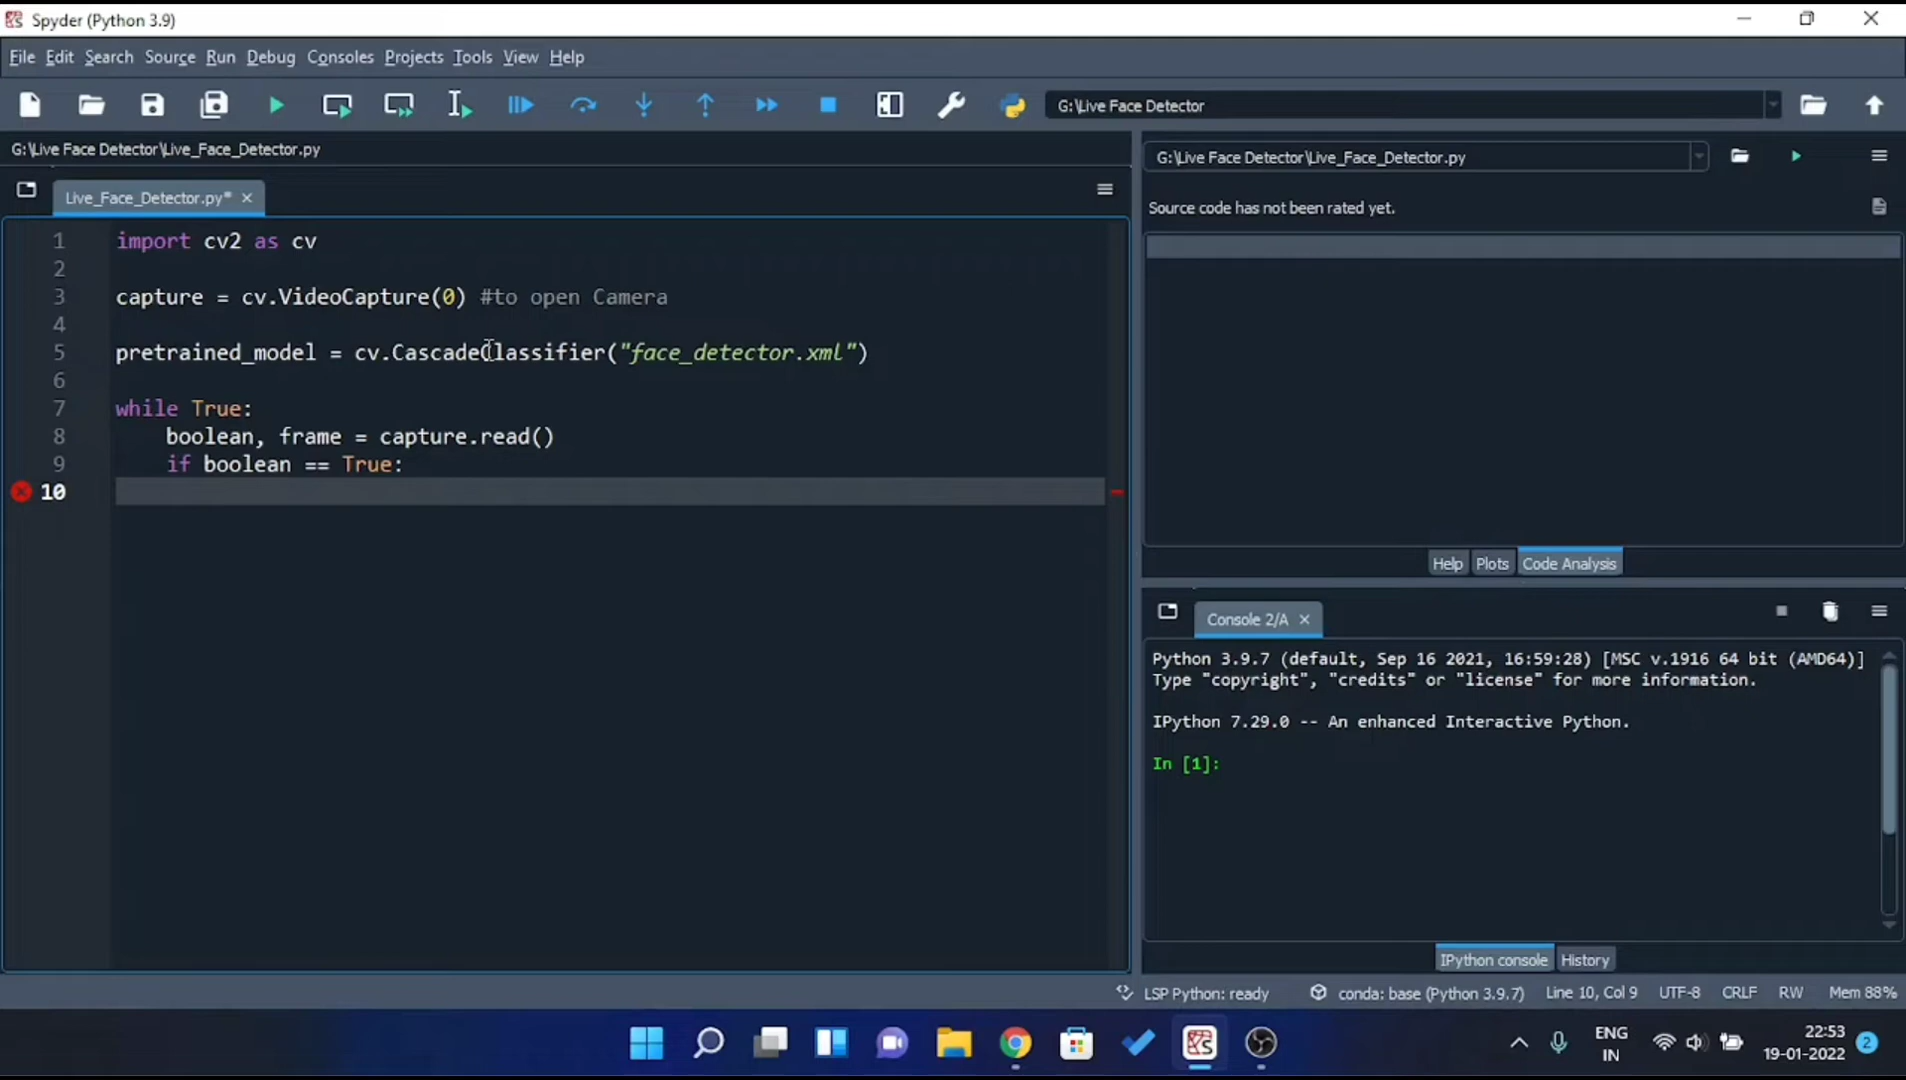 Spyder (Python 3.9)
File Edit Search Source Run Debug Consoles Projects Tools View Help
G:\Live Face Detector
G:\Live Face Detector\Live_Face_Detector.py
Live_Face_Detector.py*
1 import cv2 as cv
2
3 capture = cv.VideoCapture(0) #to open Camera
4
5 pretrained_model = cv.CascadeClassifier("face_detector.xml")
6
7 while True:
8 boolean, frame = capture.read()
9 if boolean == True:
10
G:\Live Face Detector\Live_Face_Detector.py
Source code has not been rated yet.
Help Plots Code Analysis
Console 2/A
Python 3.9.7 (default, Sep 16 2021, 16:59:28) [MSC v.1916 64 bit (AMD64)]
Type "copyright", "credits" or "license" for more information.
IPython 7.29.0 -- An enhanced Interactive Python.
In [1]:
IPython console History
LSP Python: ready conda: base (Python 3.9.7) Line 10, Col 9 UTF-8 CRLF RW Mem 88%
ENG
IN
22:53
19-01-2022
2